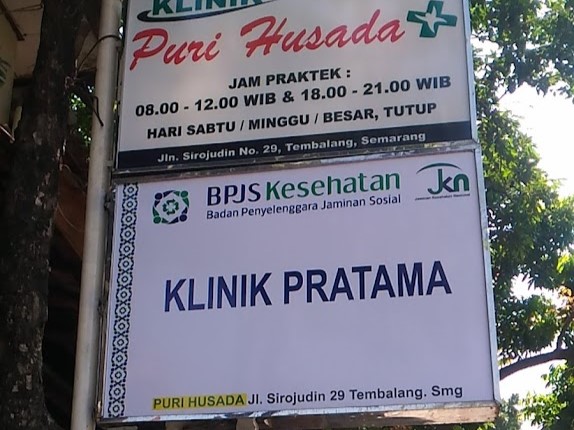 KLINIK
Puri Husada
JAM PRAKTEK :
08.00 - 12.00 WIB & 18.00 - 21.00 WIB
HARI SABTU / MINGGU / BESAR, TUTUP
Jln. Sirojudin No. 29, Tembalang, Semarang
BPJS Kesehatan
Badan Penyelenggara Jaminan Sosial
jkn
KLINIK PRATAMA
PURI HUSADA Jl. Sirojudin 29 Tembalang. Smg